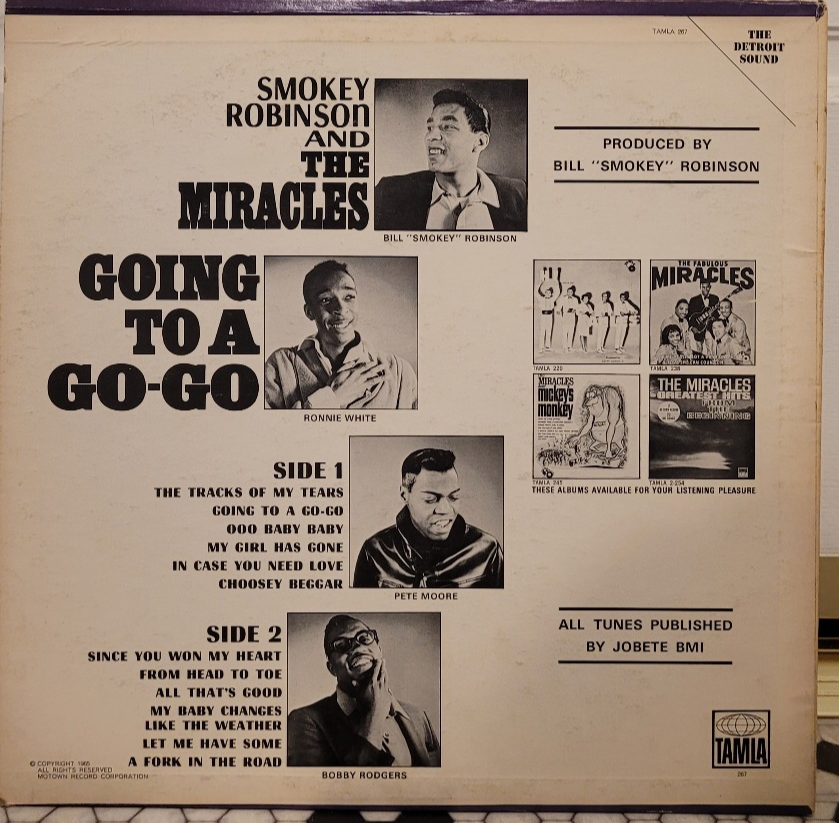 TAMLA 267
THE
DETROIT
SOUND
SMOKEY
ROBINSON
AND
THE
MIRACLES
BILL "SMOKEY" ROBINSON
PRODUCED BY
BILL "SMOKEY" ROBINSON
GOING
TO A
GO-GO
RONNIE WHITE
TAMLA 220
THE FABULOUS
MIRACLES
TAMLA 238
MIRACLES
mickey's
monkey
TAMLA 245
THE MIRACLES
GREATEST HITS
FROM
THE
BEGINNING
TAMLA 2-254
THESE ALBUMS AVAILABLE FOR YOUR LISTENING PLEASURE
SIDE 1
THE TRACKS OF MY TEARS
GOING TO A GO-GO
OOO BABY BABY
MY GIRL HAS GONE
IN CASE YOU NEED LOVE
CHOOSEY BEGGAR
PETE MOORE
SIDE 2
SINCE YOU WON MY HEART
FROM HEAD TO TOE
ALL THAT'S GOOD
MY BABY CHANGES
LIKE THE WEATHER
LET ME HAVE SOME
A FORK IN THE ROAD
BOBBY RODGERS
ALL TUNES PUBLISHED
BY JOBETE BMI
TAMLA
267
© COPYRIGHT 1965
ALL RIGHTS RESERVED
MOTOWN RECORD CORPORATION